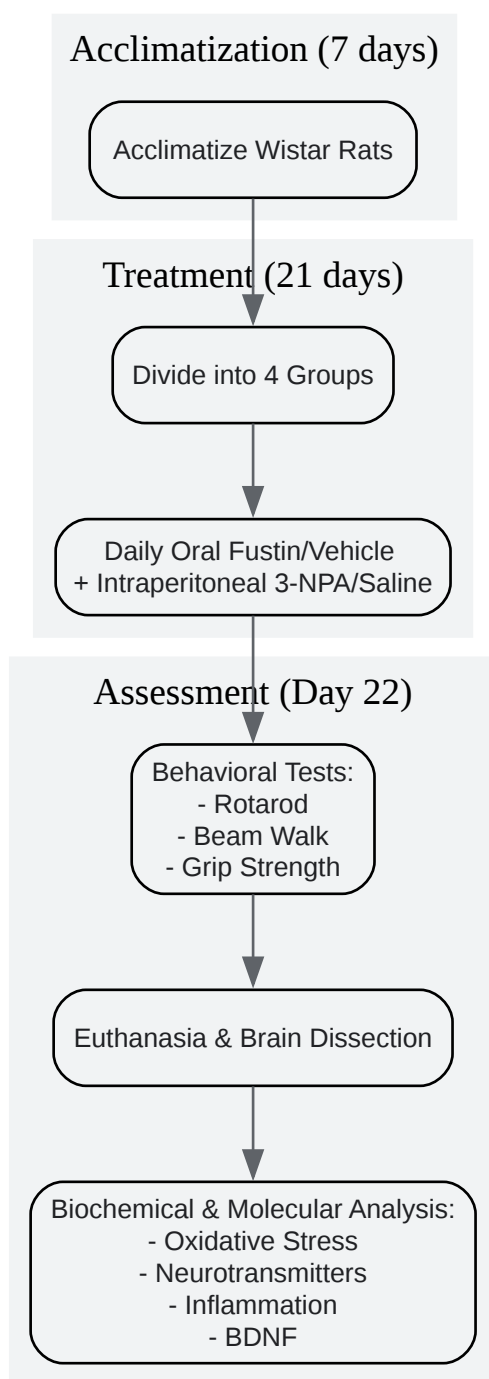 Acclimatization (7 days)
Acclimatize Wistar Rats
Treatment (21 days)
Divide into 4 Groups
Daily Oral Fustin/Vehicle
+ Intraperitoneal 3-NPA/Saline
Assessment (Day 22)
Behavioral Tests:
- Rotarod
- Beam Walk
- Grip Strength
Euthanasia & Brain Dissection
Biochemical & Molecular Analysis:
- Oxidative Stress
- Neurotransmitters
- Inflammation
- BDNF